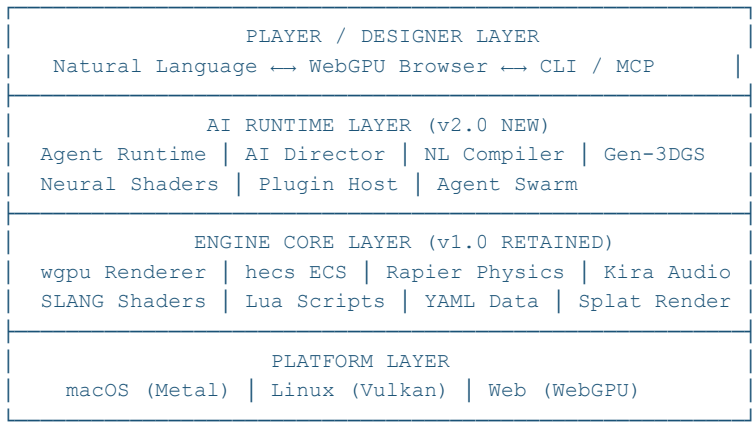 PLAYER / DESIGNER LAYER
Natural Language ←→ WebGPU Browser ←→ CLI / MCP
AI RUNTIME LAYER (v2.0 NEW)
Agent Runtime │ AI Director │ NL Compiler │ Gen-3DGS
Neural Shaders │ Plugin Host │ Agent Swarm
ENGINE CORE LAYER (v1.0 RETAINED)
wgpu Renderer │ hecs ECS │ Rapier Physics │ Kira Audio
SLANG Shaders │ Lua Scripts │ YAML Data │ Splat Render
PLATFORM LAYER
macOS (Metal) │ Linux (Vulkan) │ Web (WebGPU)